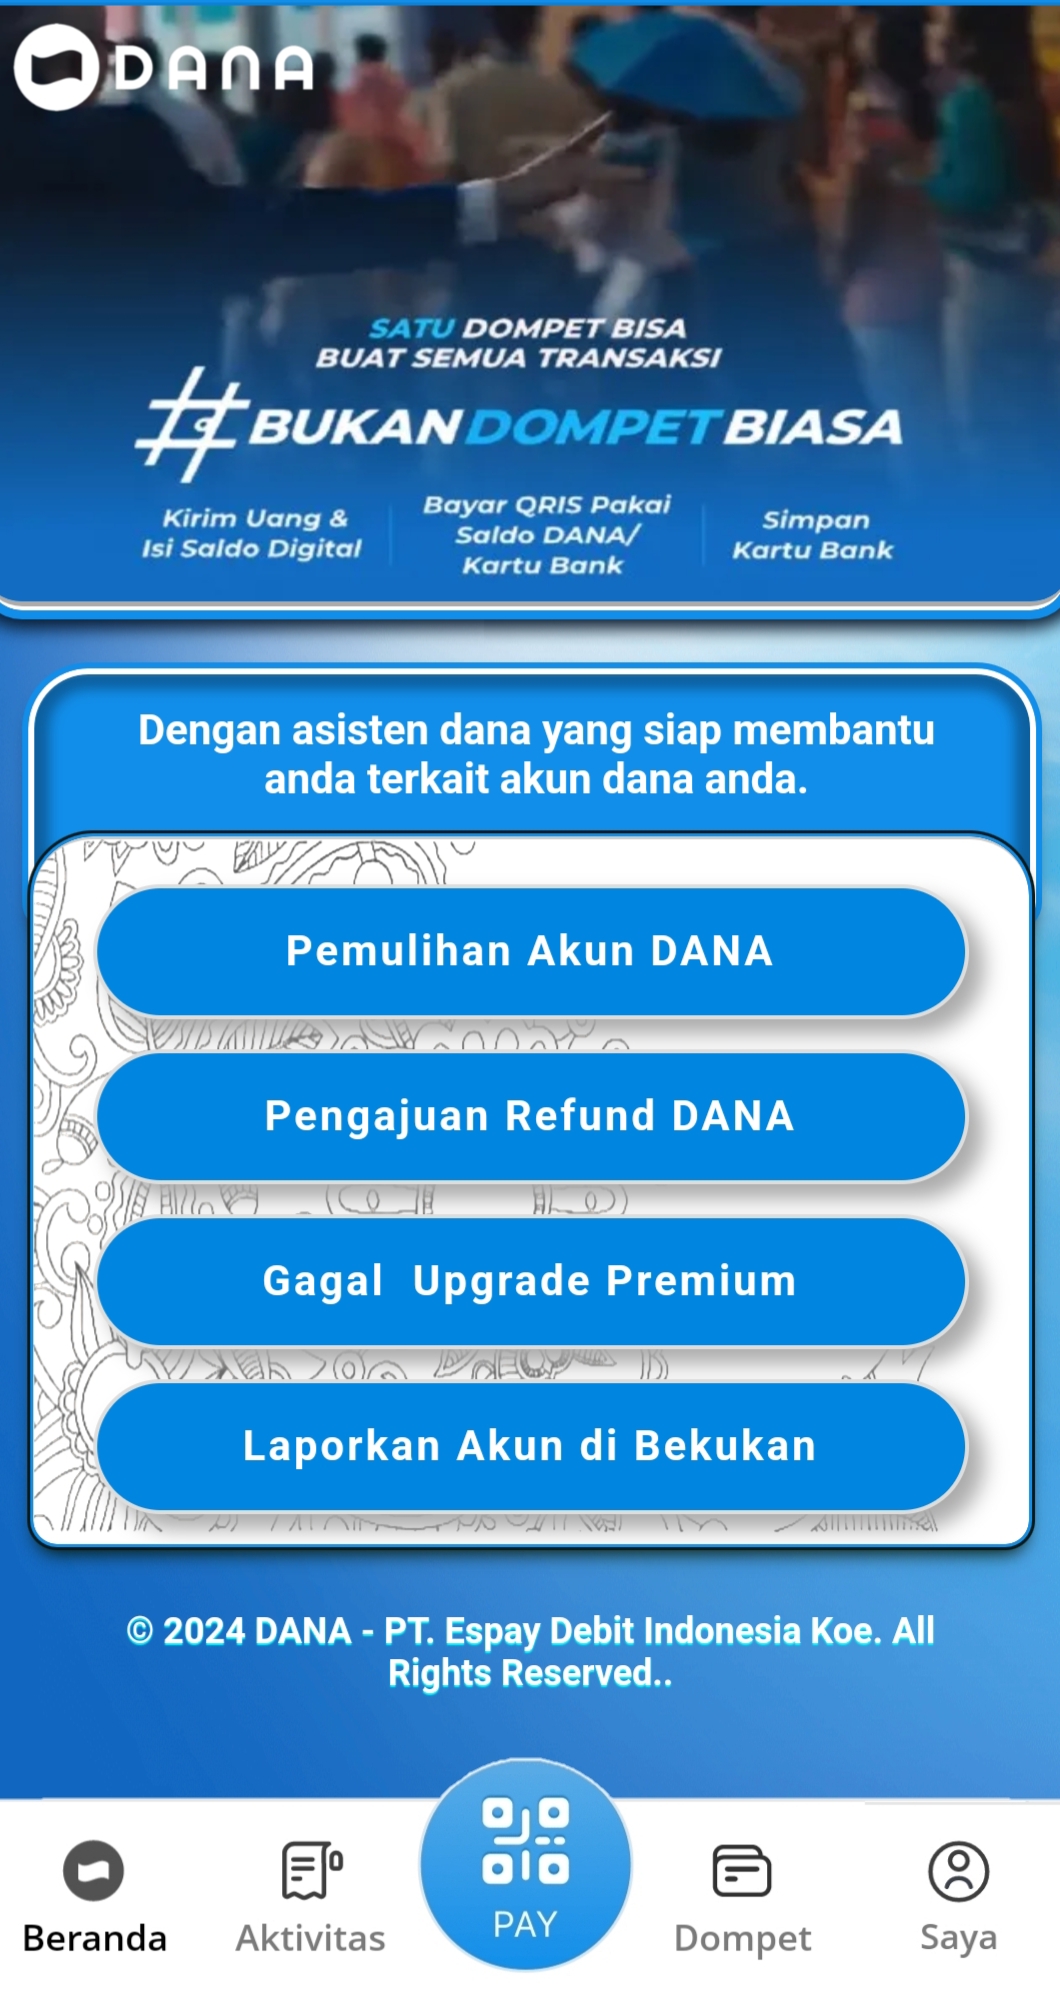 DANA
SATU DOMPET BISA
BUAT SEMUA TRANSAKSI
#BUKANDOMPETBIASA
Kirim Uang &
Isi Saldo Digital
Bayar QRIS Pakai
Saldo DANA/
Kartu Bank
Simpan
Kartu Bank
Dengan asisten dana yang siap membantu
anda terkait akun dana anda.
Pemulihan Akun DANA
Pengajuan Refund DANA
Gagal Upgrade Premium
Laporkan Akun di Bekukan
© 2024 DANA - PT. Espay Debit Indonesia Koe. All
Rights Reserved..
Beranda
Aktivitas
PAY
Dompet
Saya